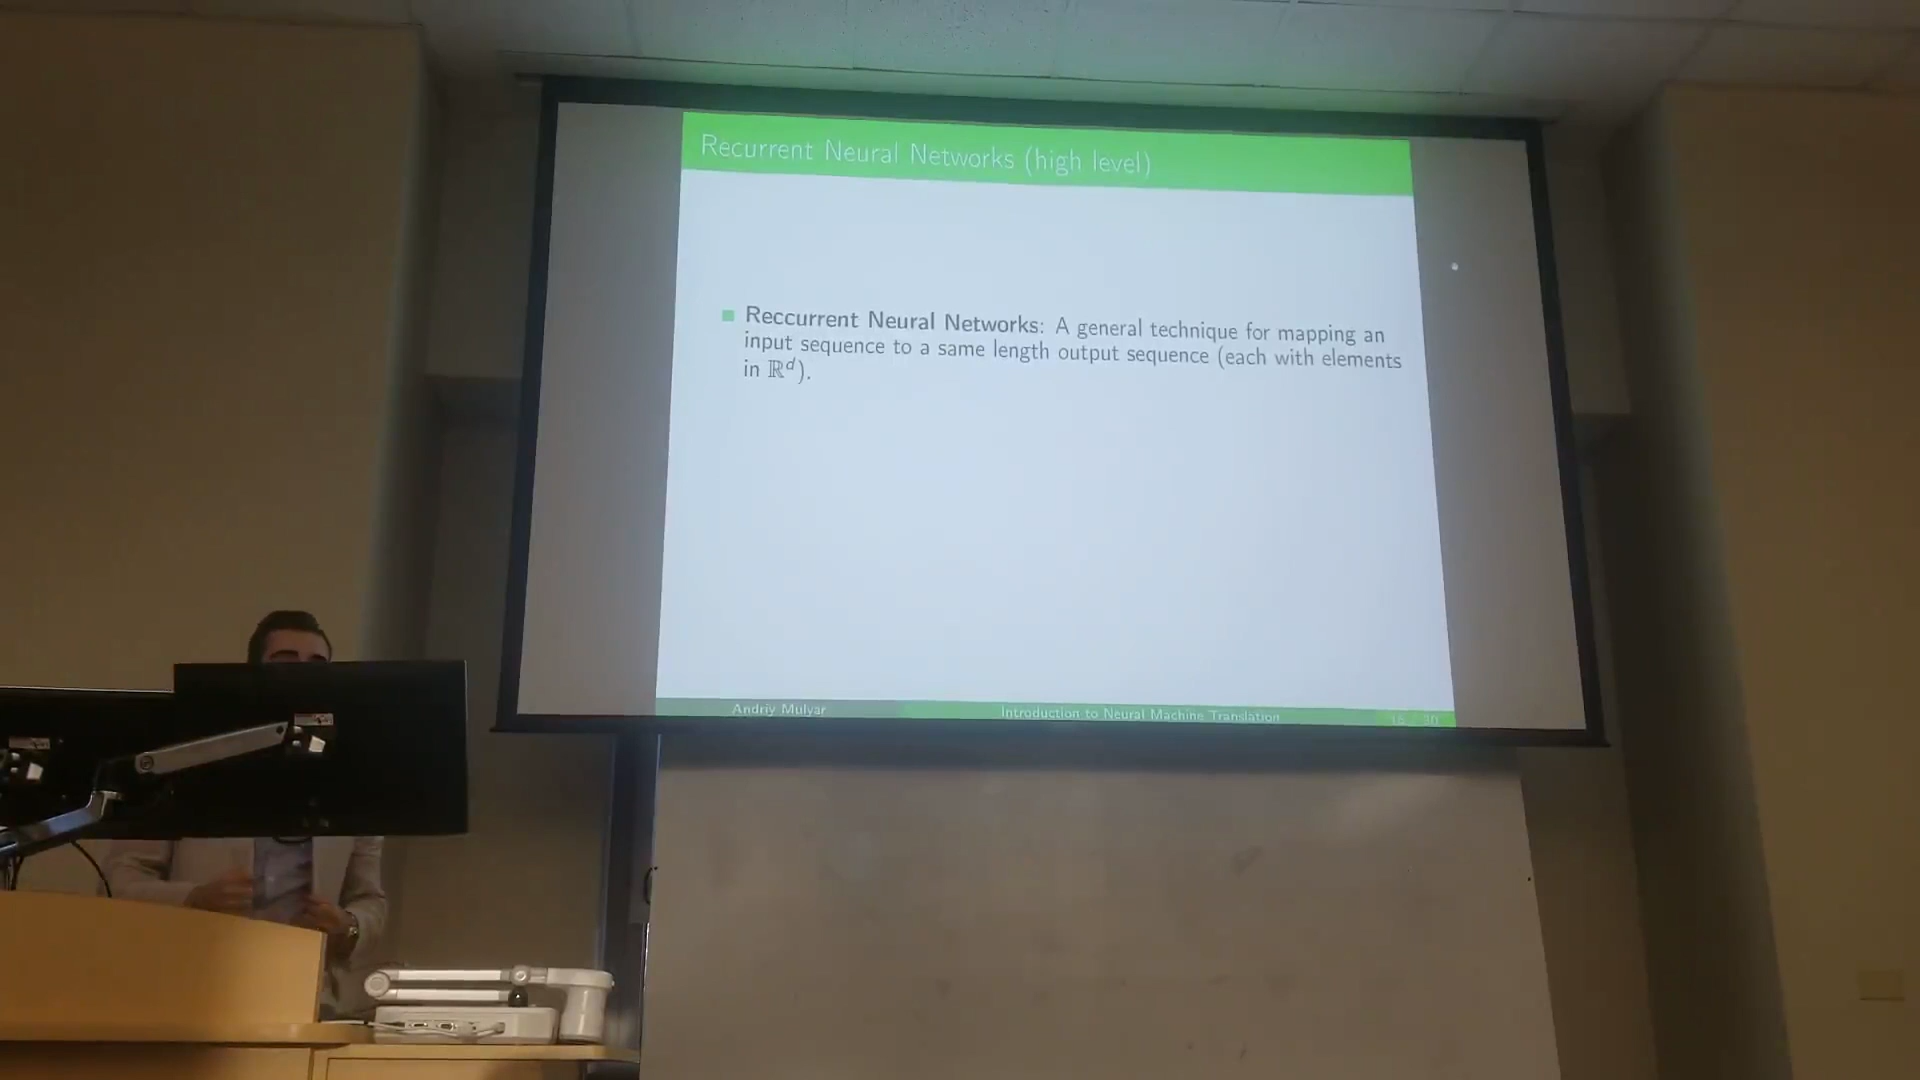 Recurrent Neural Networks (high level)
Reccurrent Neural Networks: A general technique for mapping an
input sequence to a same length output sequence (each with elements
in ℝᵈ).
Andriy Mulyar
Introduction to Neural Machine Translation